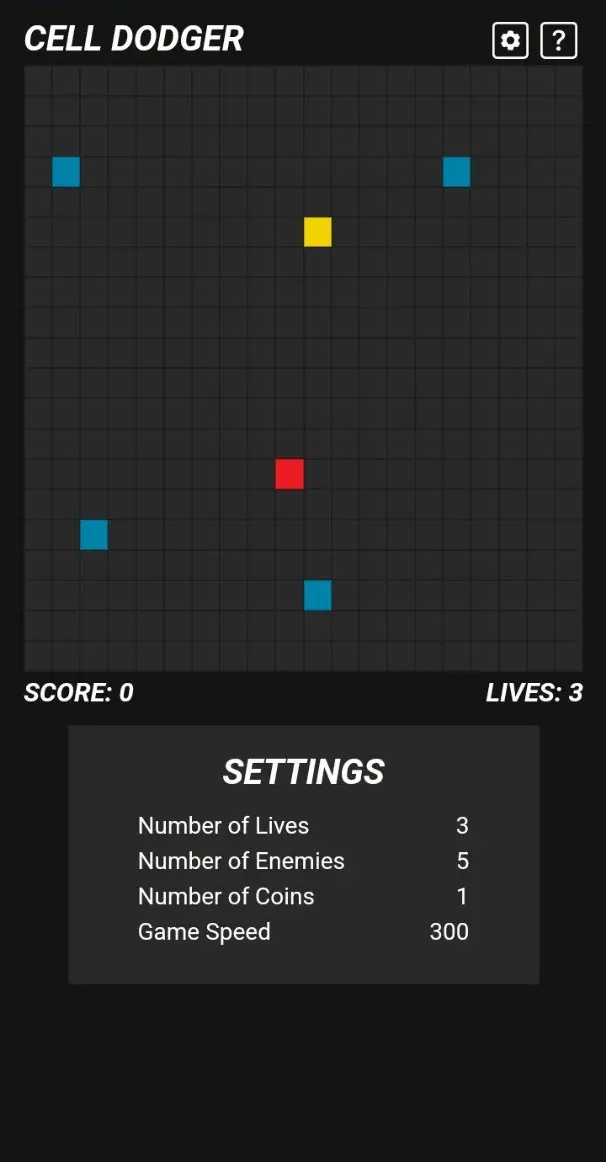 CELL DODGER
?
SCORE: 0 LIVES: 3
SETTINGS
Number of Lives 3
Number of Enemies 5
Number of Coins 1
Game Speed 300